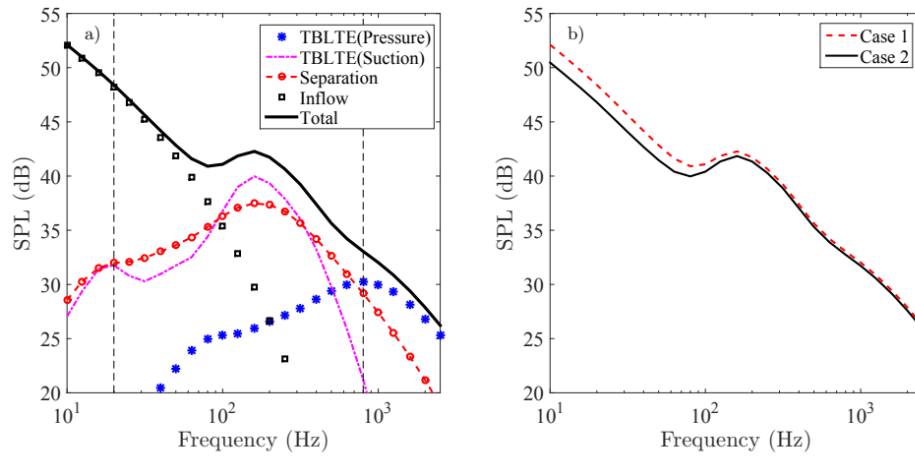 a)
TBLTE(Pressure)
TBLTE(Suction)
Separation
Inflow
Total
SPL (dB)
55
50
45
40
35
30
25
20
10^1
10^2
10^3
Frequency (Hz)
b)
Case 1
Case 2
SPL (dB)
55
50
45
40
35
30
25
20
10^1
10^2
10^3
Frequency (Hz)